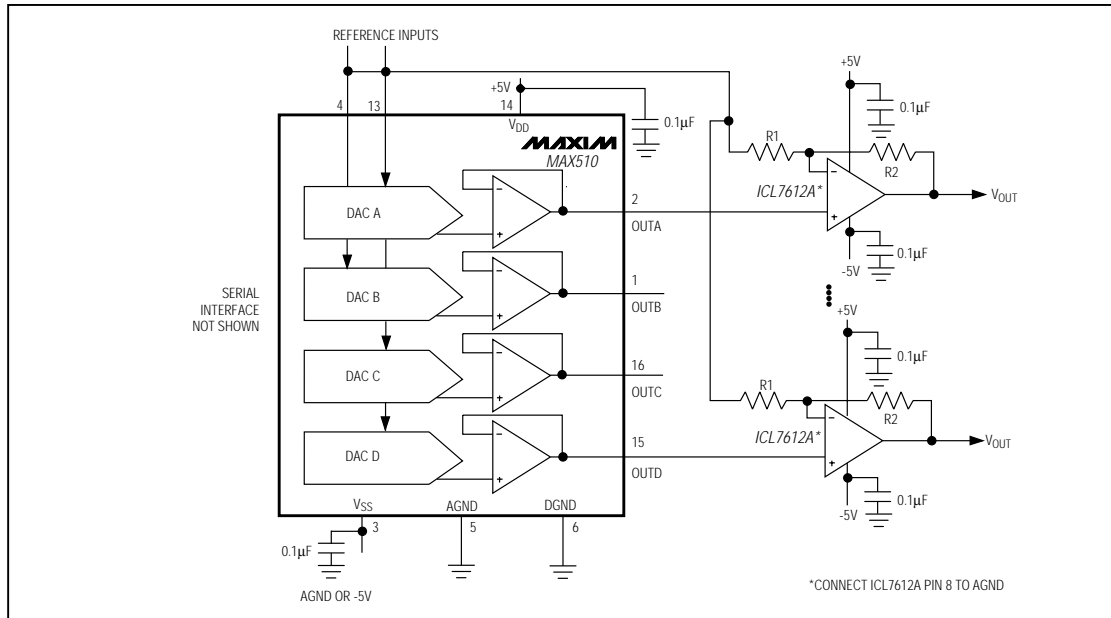 REFERENCE INPUTS
+5V
4 13 14
VDD
0.1μF
MAXIM
MAX510
DAC A
-
+
2
OUTA
DAC B
-
+
1
OUTB
SERIAL
INTERFACE
NOT SHOWN
DAC C
-
+
16
OUTC
DAC D
-
+
15
OUTD
VSS AGND DGND
3 5 6
0.1μF
AGND OR -5V
+5V
0.1μF
R1
R2
ICL7612A*
-
+
VOUT
0.1μF
-5V
+5V
0.1μF
R1
R2
ICL7612A*
-
+
VOUT
0.1μF
-5V
*CONNECT ICL7612A PIN 8 TO AGND